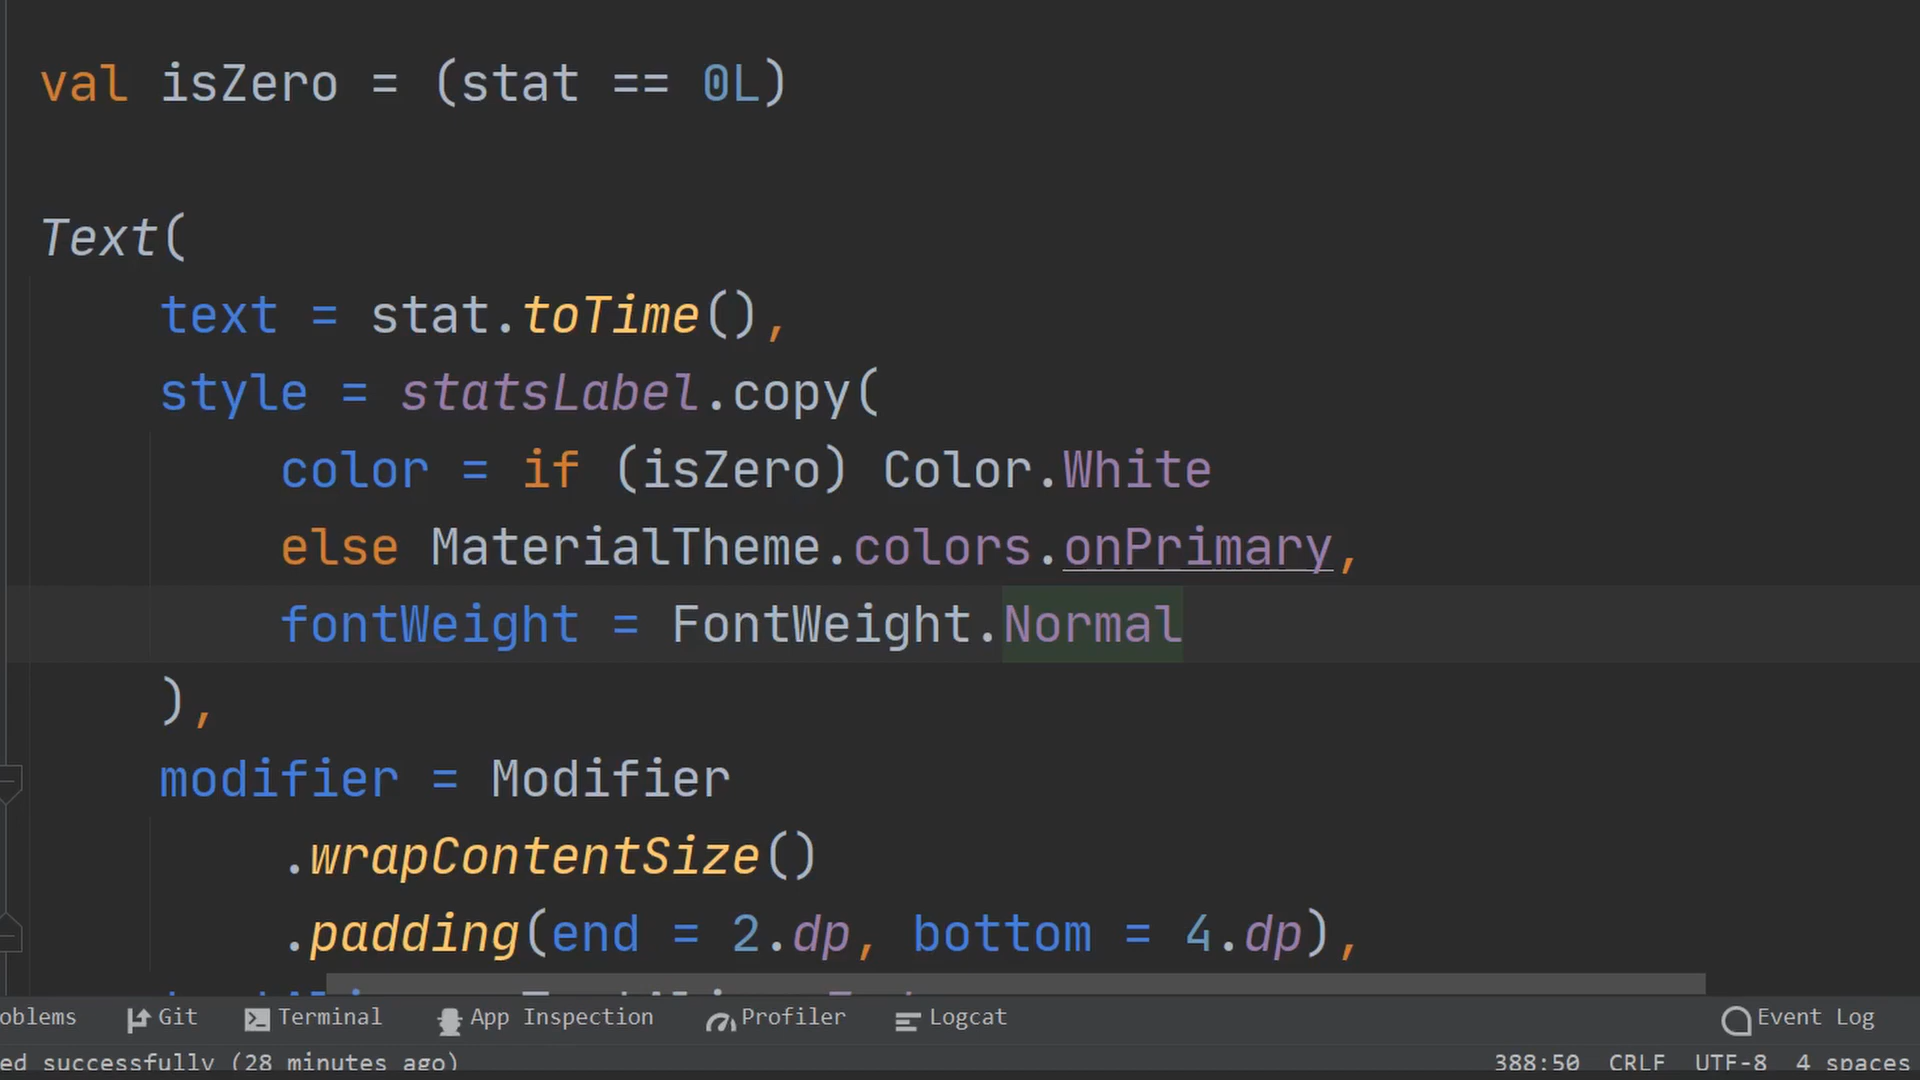 val isZero = (stat == 0L)
Text(
text = stat.toTime(),
style = statsLabel.copy(
color = if (isZero) Color.White
else MaterialTheme.colors.onPrimary,
fontWeight = FontWeight.Normal
),
modifier = Modifier
.wrapContentSize()
.padding(end = 2.dp, bottom = 4.dp),
oblems Git Terminal App Inspection Profiler Logcat Event Log
ed successfully (28 minutes ago) 388:50 CRLF UTF-8 4 spaces